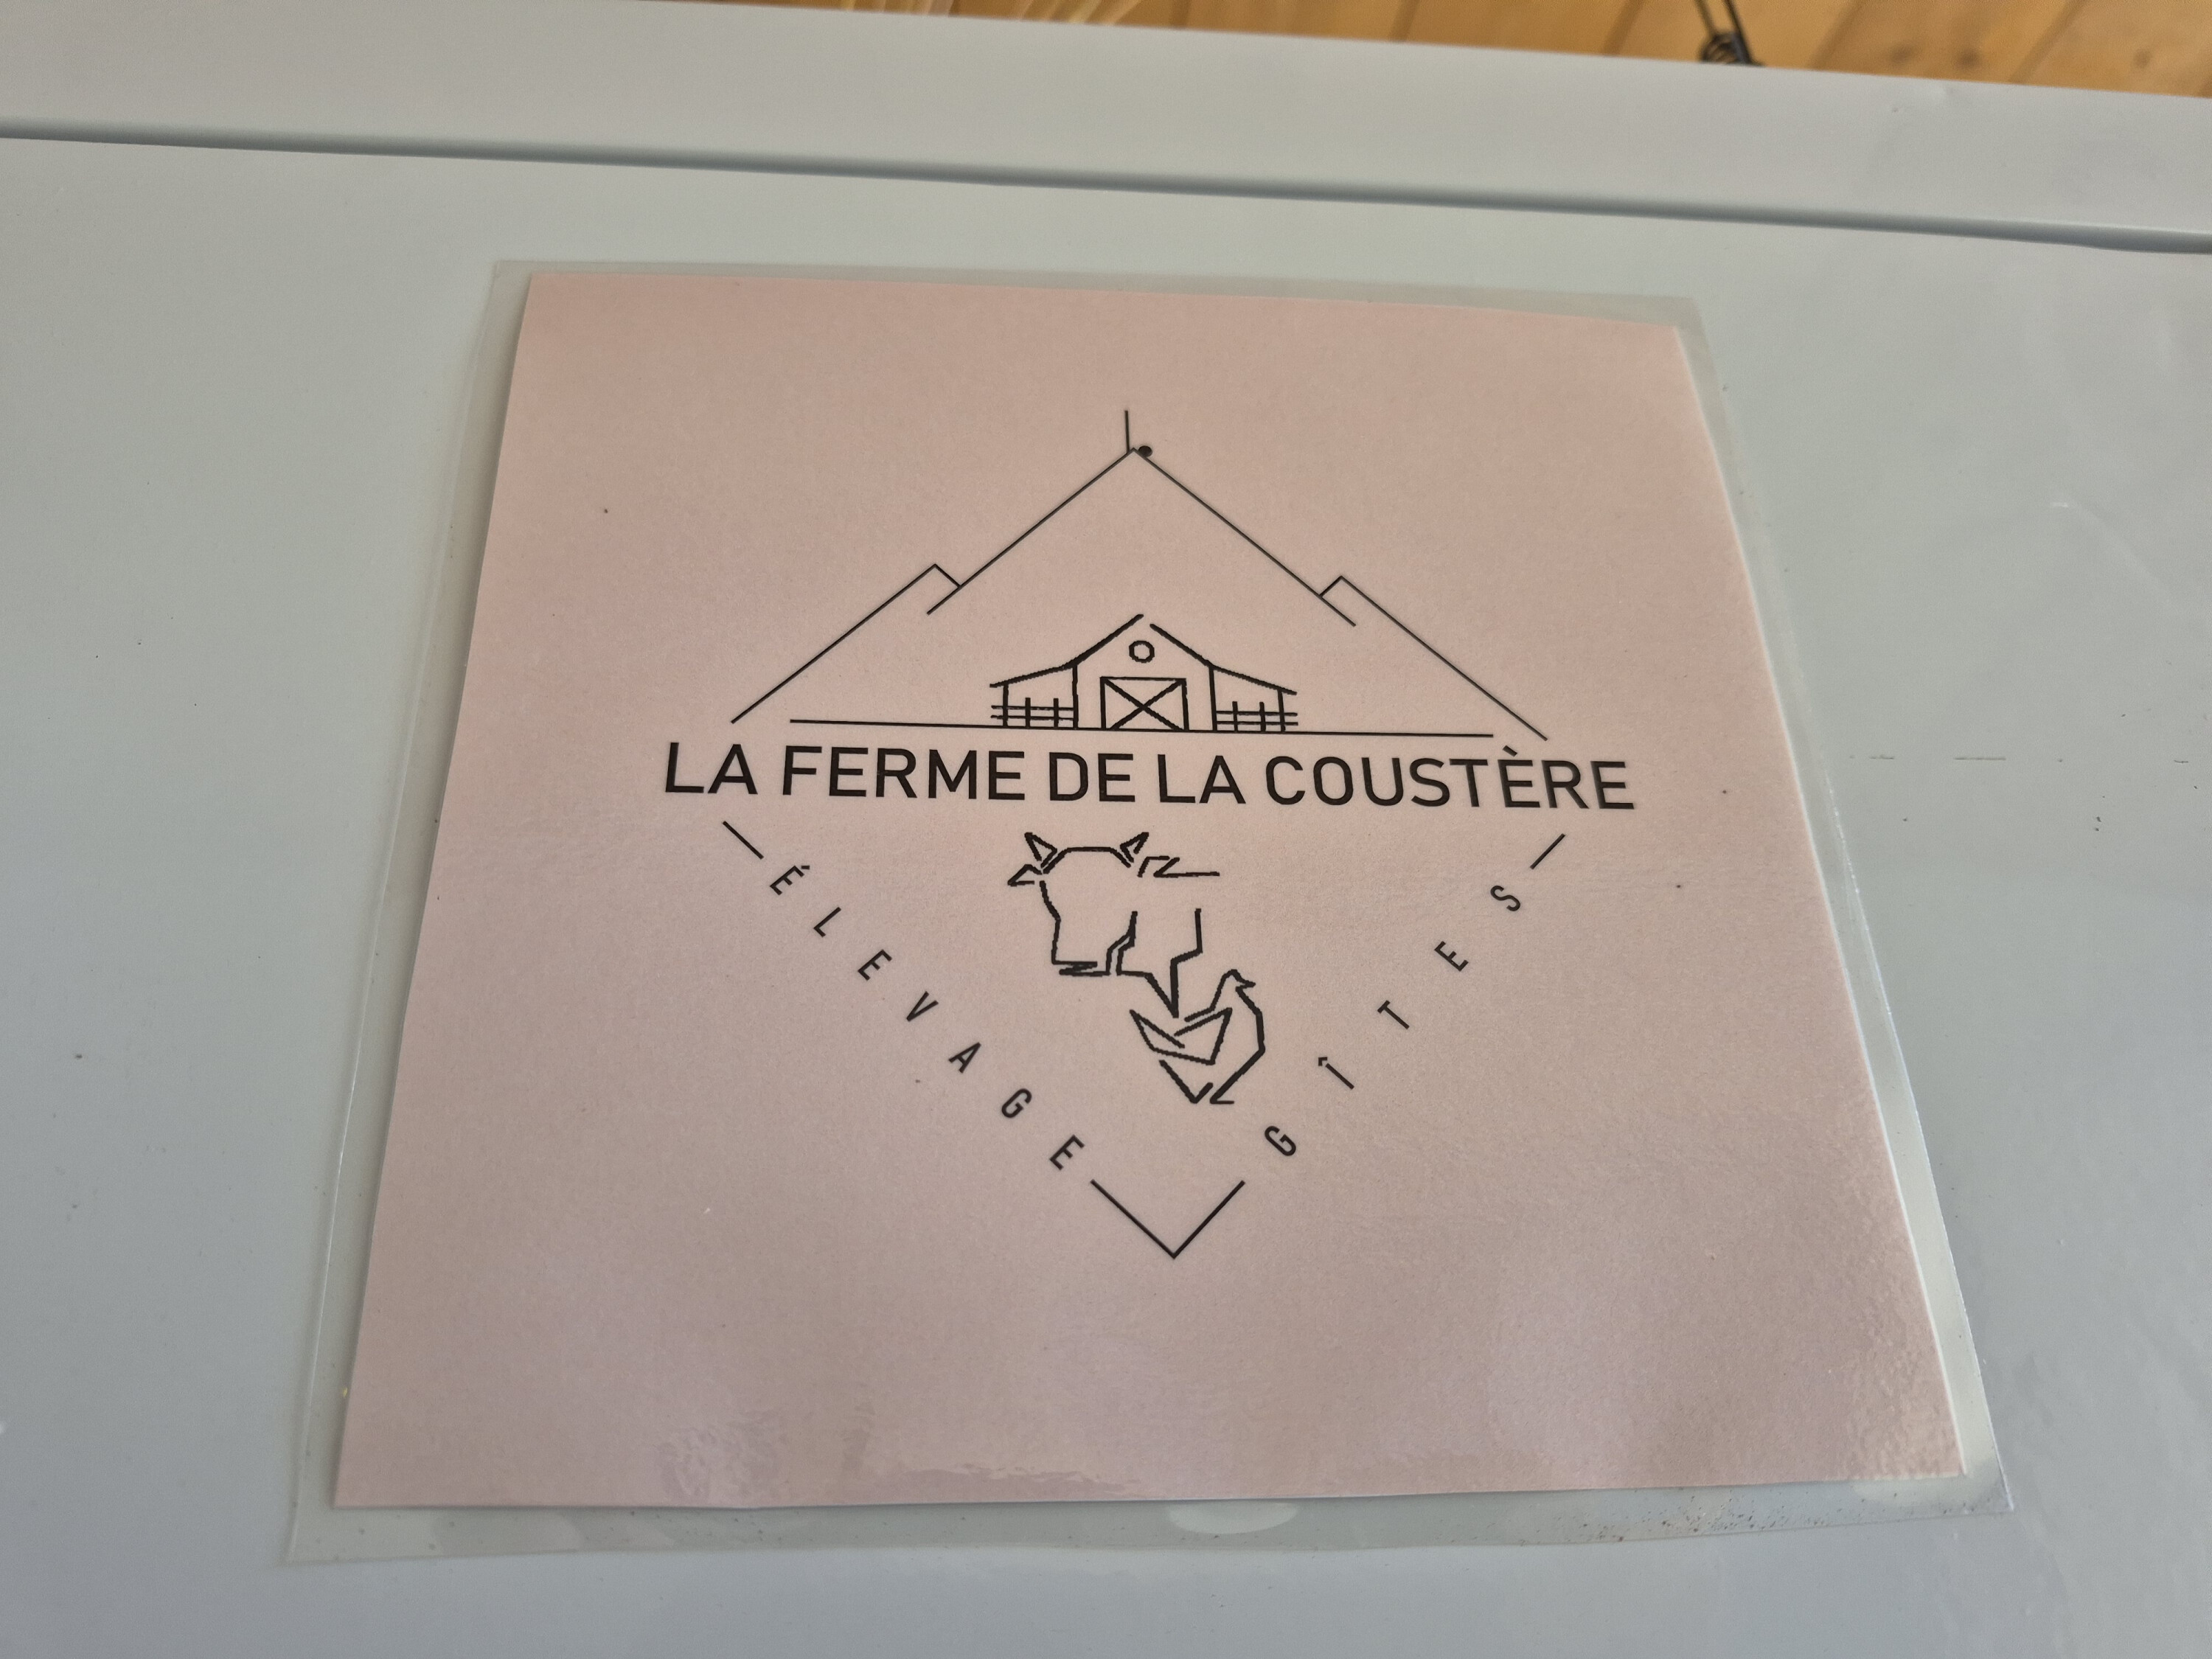 LA FERME DE LA COUSTÈRE
ÉLEVAGE
GÎTES